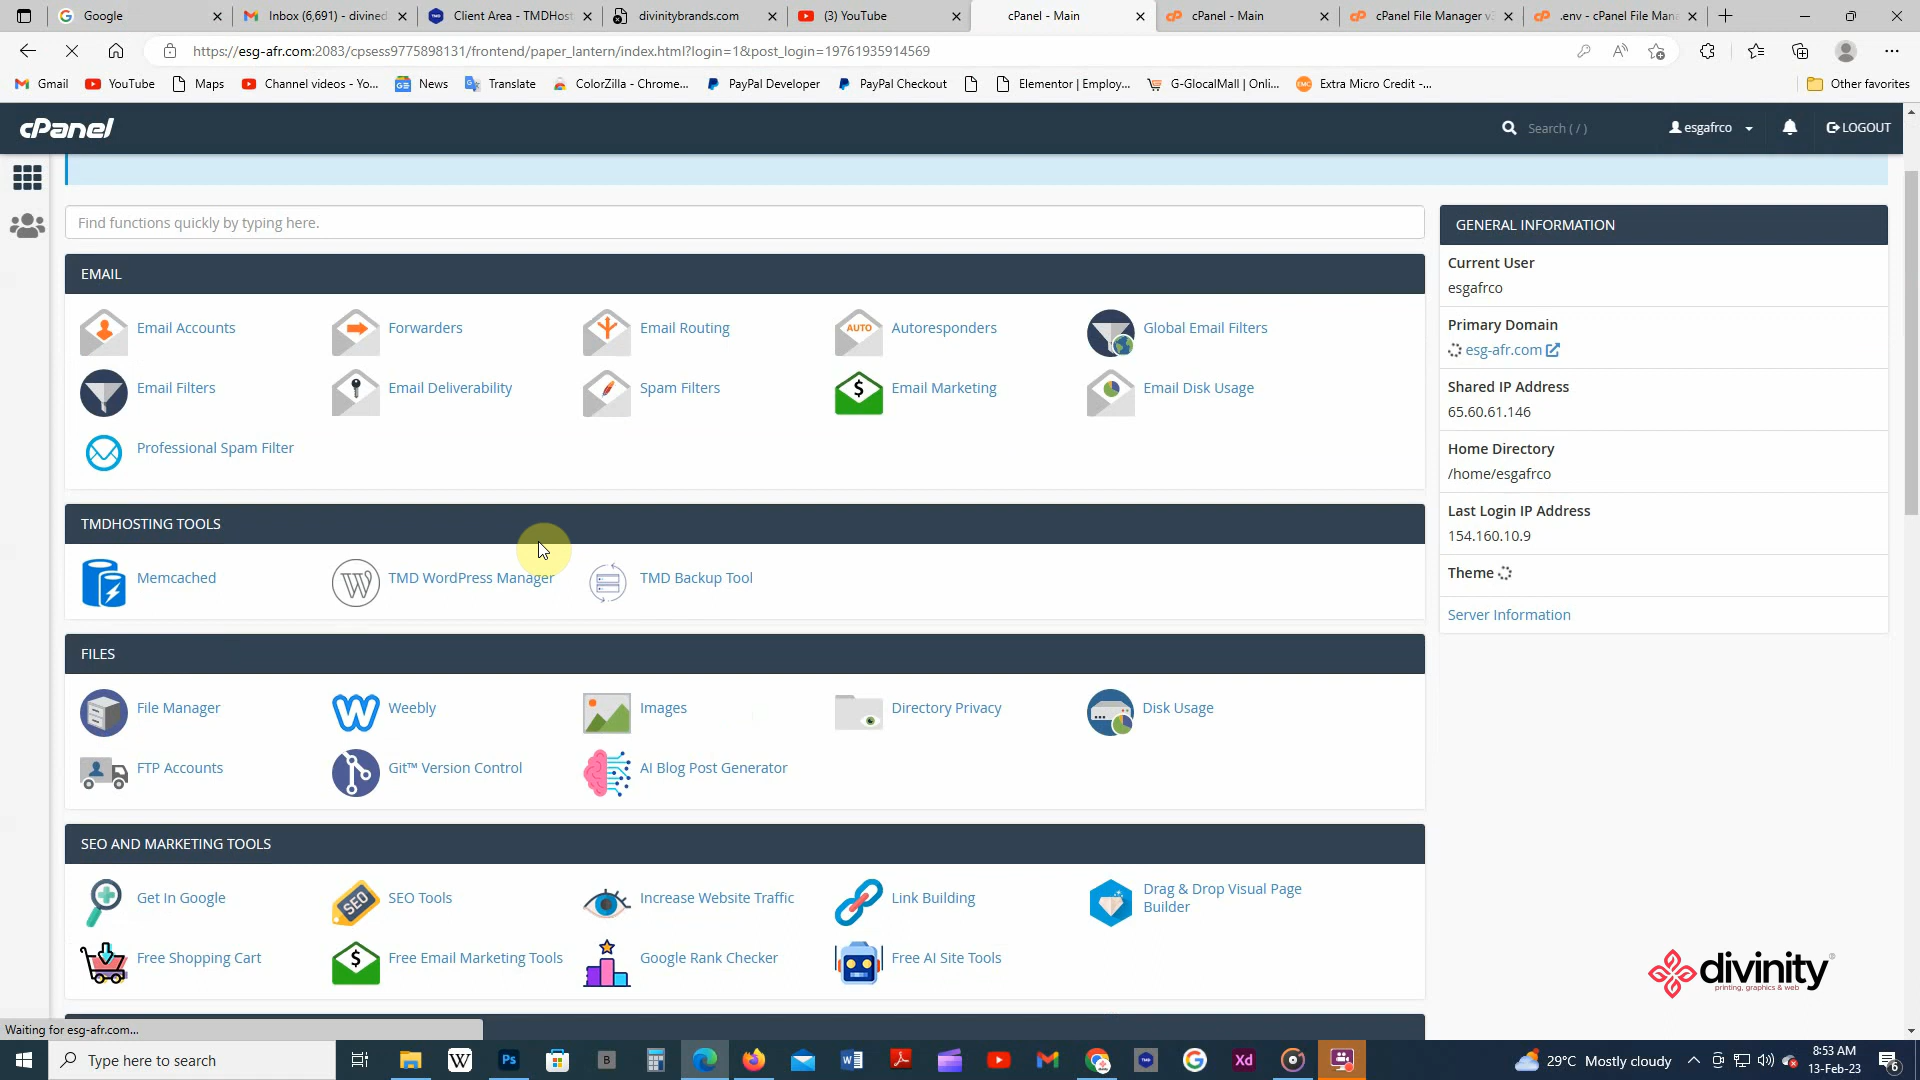 Google
Inbox (6,691) - divined
Client Area - TMDHost
divinitybrands.com
(3) YouTube
cPanel - Main
cPanel - Main
cPanel File Manager v
.env - cPanel File Man
https://esg-afr.com:2083/cpsess9775898131/frontend/paper_lantern/index.html?login=1&post_login=19761935914569
Gmail
YouTube
Maps
Channel videos - Yo...
News
Translate
ColorZilla - Chrome...
PayPal Developer
PayPal Checkout
Elementor | Employ...
G-GlocalMall | Onli...
Extra Micro Credit -...
Other favorites
cPanel
Search ( / )
esgafrco
LOGOUT
Find functions quickly by typing here.
EMAIL
Email Accounts
Forwarders
Email Routing
AUTO
Autoresponders
Global Email Filters
Email Filters
Email Deliverability
Spam Filters
Email Marketing
Email Disk Usage
Professional Spam Filter
TMDHOSTING TOOLS
Memcached
TMD WordPress Manager
TMD Backup Tool
FILES
File Manager
Weebly
Images
Directory Privacy
Disk Usage
FTP Accounts
Git™ Version Control
AI Blog Post Generator
SEO AND MARKETING TOOLS
Get In Google
SEO
SEO Tools
Increase Website Traffic
Link Building
Drag & Drop Visual Page
Builder
Free Shopping Cart
Free Email Marketing Tools
Google Rank Checker
Free AI Site Tools
GENERAL INFORMATION
Current User
esgafrco
Primary Domain
esg-afr.com
Shared IP Address
65.60.61.146
Home Directory
/home/esgafrco
Last Login IP Address
154.160.10.9
Theme
Server Information
divinity
printing, graphics & web
Waiting for esg-afr.com...
Type here to search
29°C Mostly cloudy
8:53 AM
13-Feb-23
6